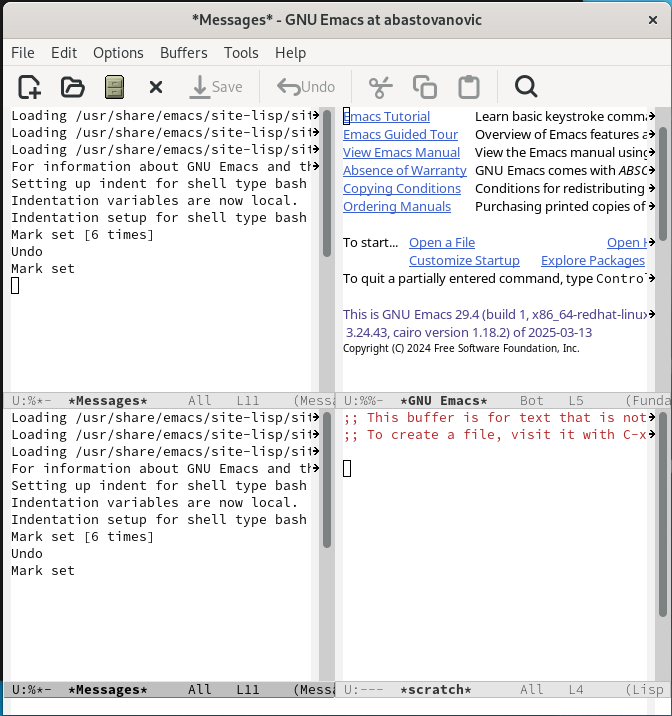 *Messages* - GNU Emacs at abastovanovic
File Edit Options Buffers Tools Help
Save Undo
Loading /usr/share/emacs/site-lisp/sit
Loading /usr/share/emacs/site-lisp/sit
Loading /usr/share/emacs/site-lisp/sit
For information about GNU Emacs and th
Setting up indent for shell type bash
Indentation variables are now local.
Indentation setup for shell type bash
Mark set [6 times]
Undo
Mark set
U:%*- *Messages* All L11 (Messa
Emacs Tutorial Learn basic keystroke comma
Emacs Guided Tour Overview of Emacs features a
View Emacs Manual View the Emacs manual using
Absence of Warranty GNU Emacs comes with ABSO
Copying Conditions Conditions for redistributing
Ordering Manuals Purchasing printed copies of
To start... Open a File Open H
Customize Startup Explore Packages
To quit a partially entered command, type Contro
This is GNU Emacs 29.4 (build 1, x86_64-redhat-linux
3.24.43, cairo version 1.18.2) of 2025-03-13
Copyright (C) 2024 Free Software Foundation, Inc.
U:%%- *GNU Emacs* Bot L5 (Funda
Loading /usr/share/emacs/site-lisp/sit
Loading /usr/share/emacs/site-lisp/sit
Loading /usr/share/emacs/site-lisp/sit
For information about GNU Emacs and th
Setting up indent for shell type bash
Indentation variables are now local.
Indentation setup for shell type bash
Mark set [6 times]
Undo
Mark set
U:%*- *Messages* All L11 (Messa
;; This buffer is for text that is not
;; To create a file, visit it with C-x
U:--- *scratch* All L4 (Lisp